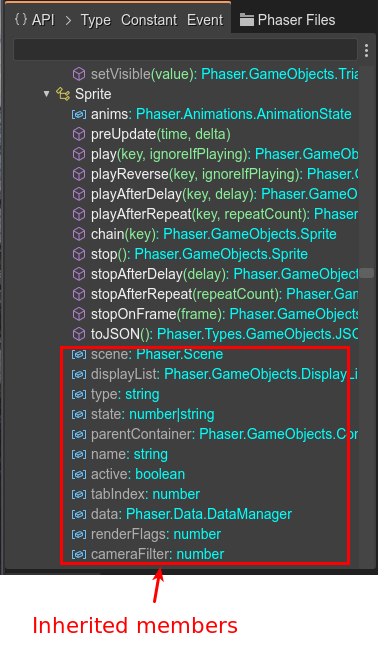 {} API > Type Constant Event Phaser Files
setVisible(value): Phaser.GameObjects.Tria
Sprite
anims: Phaser.Animations.AnimationState
preUpdate(time, delta)
play(key, ignoreIfPlaying): Phaser.GameOb
playReverse(key, ignoreIfPlaying): Phaser.G
playAfterDelay(key, delay): Phaser.GameO
playAfterRepeat(key, repeatCount): Phaser
chain(key): Phaser.GameObjects.Sprite
stop(): Phaser.GameObjects.Sprite
stopAfterDelay(delay): Phaser.GameObject
stopAfterRepeat(repeatCount): Phaser.Gam
stopOnFrame(frame): Phaser.GameObjects
toJSON(): Phaser.Types.GameObjects.JSO
scene: Phaser.Scene
displayList: Phaser.GameObjects.DisplayLi
type: string
state: number|string
parentContainer: Phaser.GameObjects.Con
name: string
active: boolean
tabIndex: number
data: Phaser.Data.DataManager
renderFlags: number
cameraFilter: number
Inherited members